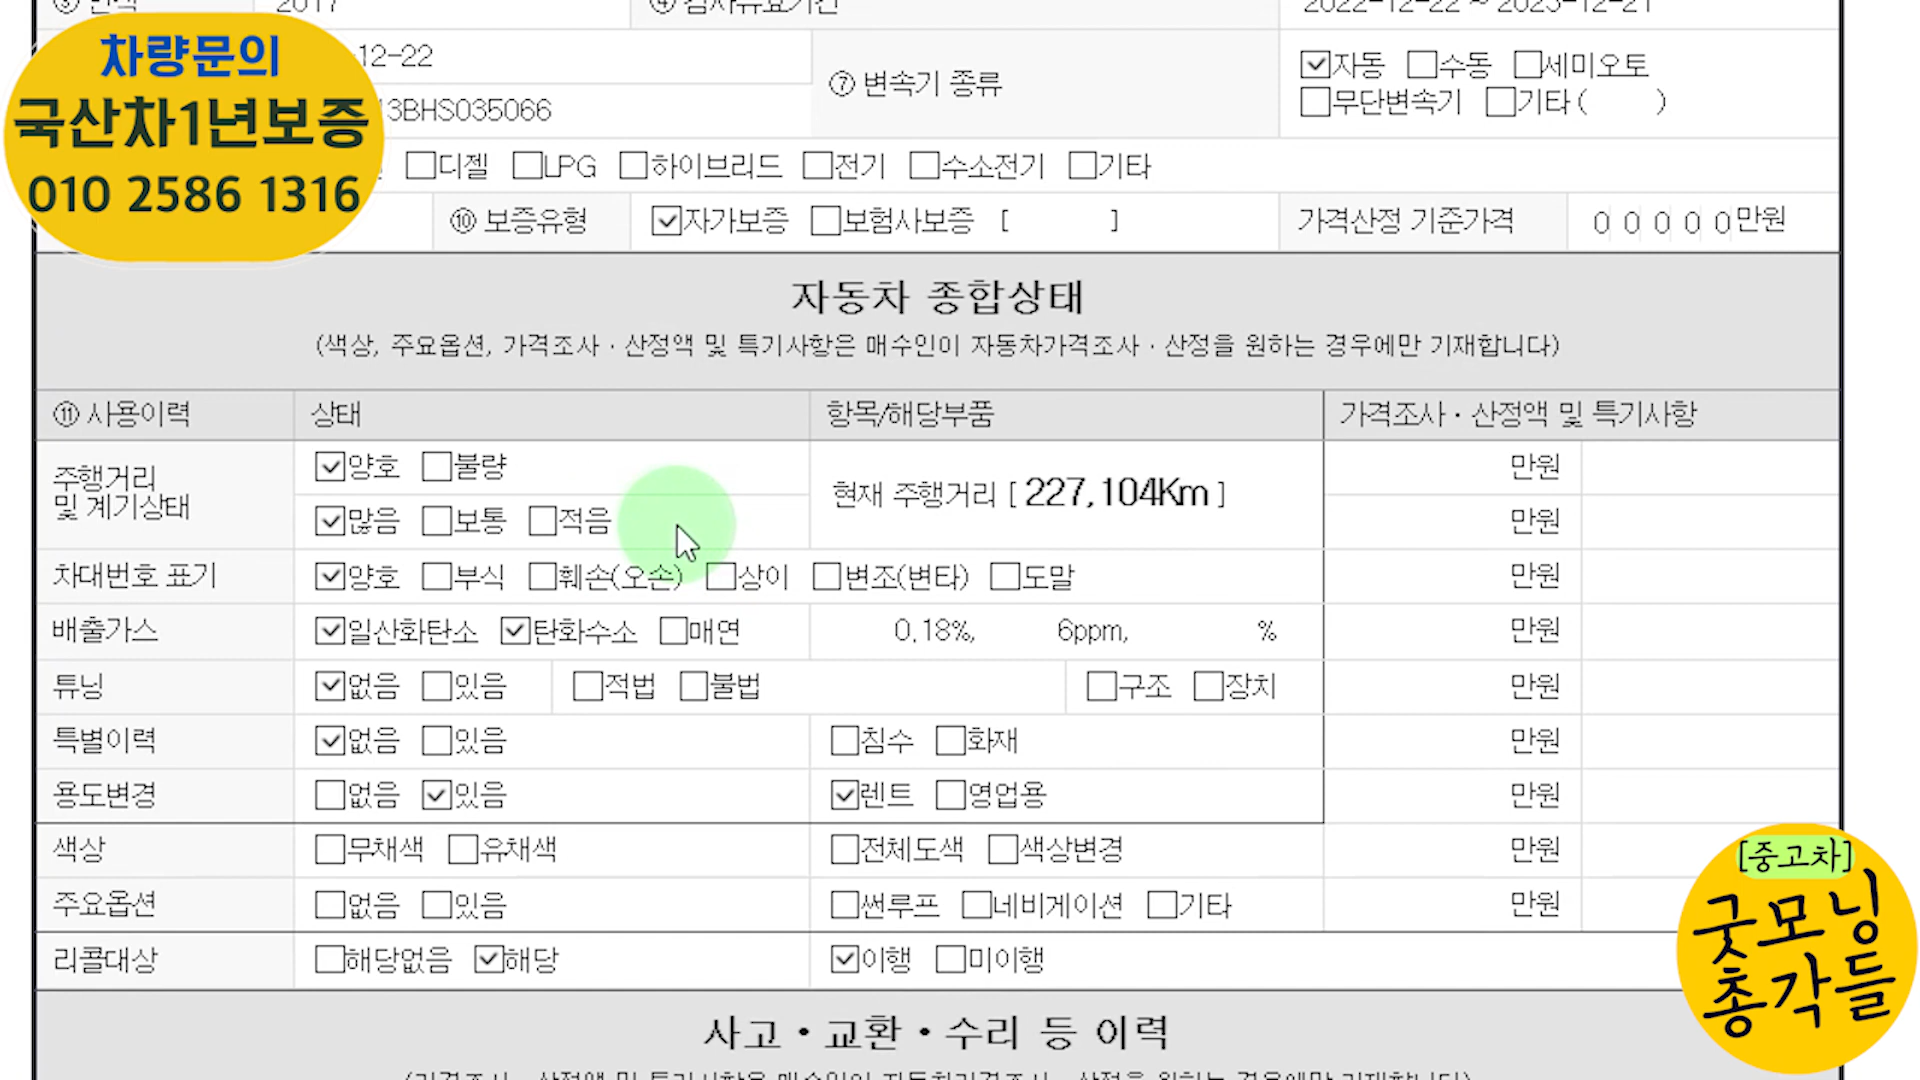 2017
2022-12-22 ~ 2023-12-21
차량문의
국산차1년보증
010 2586 1316
12-22
⑦ 변속기 종류
자동 수동 세미오토
무단변속기 기타 ( )
3BHS035066
디젤 LPG 하이브리드 전기 수소전기 기타
⑩ 보증유형 자가보증 보험사보증 [ ] 가격산정 기준가격 0 0 0 0 0 만원
자동차 종합상태
(색상, 주요옵션, 가격조사 · 산정액 및 특기사항은 매수인이 자동차가격조사 · 산정을 원하는 경우에만 기재합니다)
⑪ 사용이력 상태 항목/해당부품 가격조사 · 산정액 및 특기사항
주행거리
및 계기상태
양호 불량 만원
현재 주행거리 [ 227,104Km ]
많음 보통 적음 만원
차대번호 표기 양호 부식 훼손(오손) 상이 변조(변타) 도말 만원
배출가스 일산화탄소 탄화수소 매연 0.18%, 6ppm, % 만원
튜닝 없음 있음 적법 불법 구조 장치 만원
특별이력 없음 있음 침수 화재 만원
용도변경 없음 있음 렌트 영업용 만원
색상 무채색 유채색 전체도색 색상변경 만원
주요옵션 없음 있음 썬루프 네비게이션 기타 만원
리콜대상 해당없음 해당 이행 미이행
[중고차]
굿모닝
총각들
사고 · 교환 · 수리 등 이력